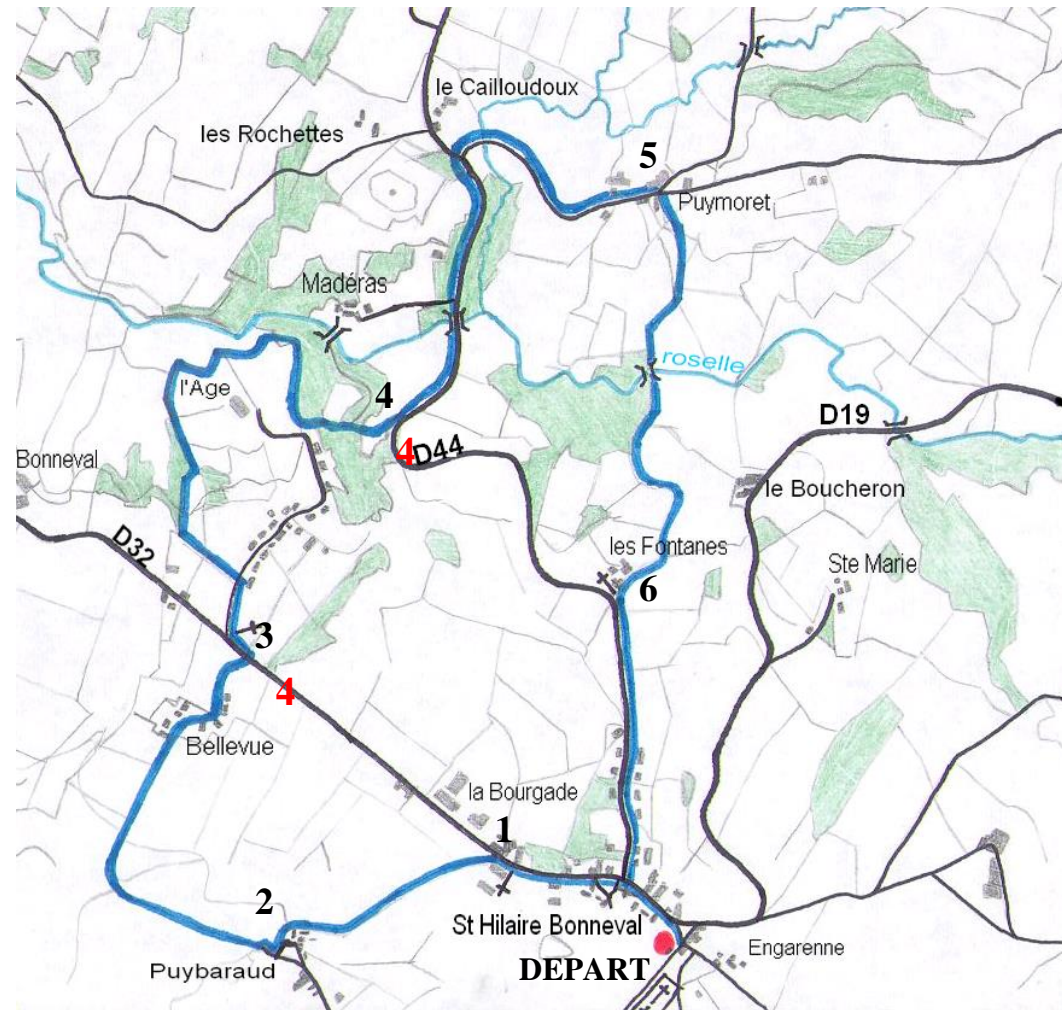 le Cailloudoux
les Rochettes
5
Puymoret
Madéras
roselle
l'Age
4
D19
4
D44
Bonneval
le Boucheron
D32
les Fontanes
Ste Marie
6
3
4
Bellevue
la Bourgade
1
2
St Hilaire Bonneval
Engarenne
Puybaraud
DEPART